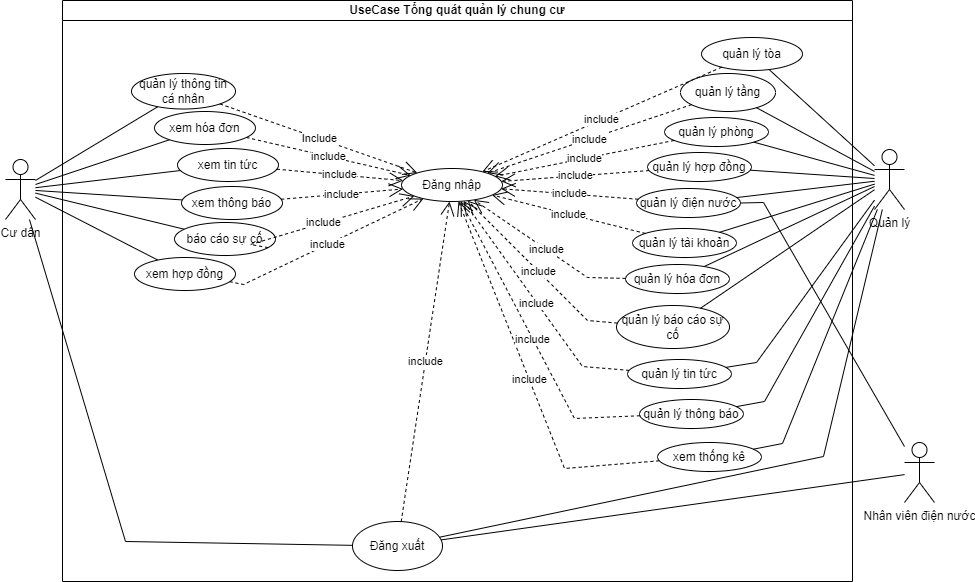 UseCase Tổng quát quản lý chung cư
quản lý thông tin
cá nhân
xem hóa đơn
xem tin tức
xem thông báo
báo cáo sự cố
xem hợp đồng
Cư dân
Include
include
include
include
include
include
Đăng nhập
include
include
include
include
include
include
include
include
include
include
include
include
quản lý tòa
quản lý tầng
quản lý phòng
quản lý hợp đồng
quản lý điện nước
quản lý tải khoản
quản lý hóa đơn
quản lý báo cáo sự
cố
quản lý tin tức
quản lý thông báo
xem thống kê
Quản lý
Nhân viên điện nước
Đăng xuất